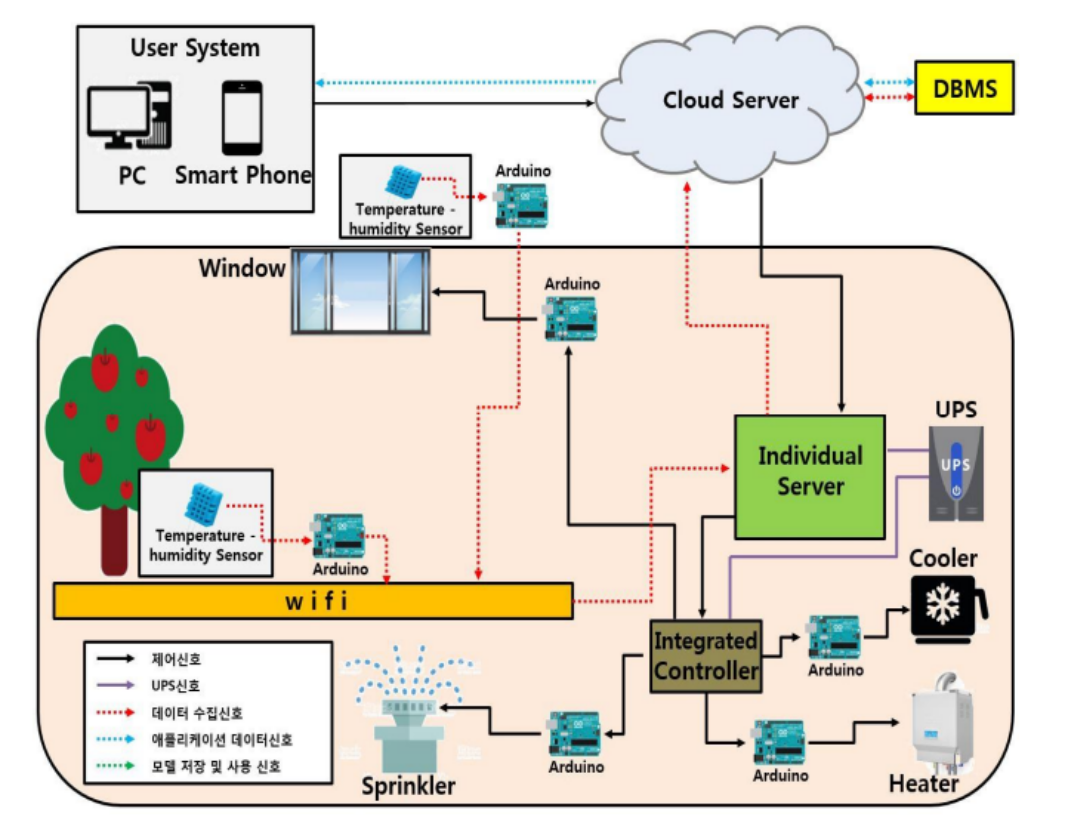 User System
PC
Smart Phone
Cloud Server
DBMS
Temperature -
humidity Sensor
Arduino
Window
Arduino
UPS
UPS
Individual
Server
Temperature -
humidity Sensor
Arduino
wifi
Cooler
Integrated
Controller
Arduino
제어신호
UPS신호
데이터 수집신호
애플리케이션 데이터신호
모델 저장 및 사용 신호
Sprinkler
Arduino
Arduino
Heater